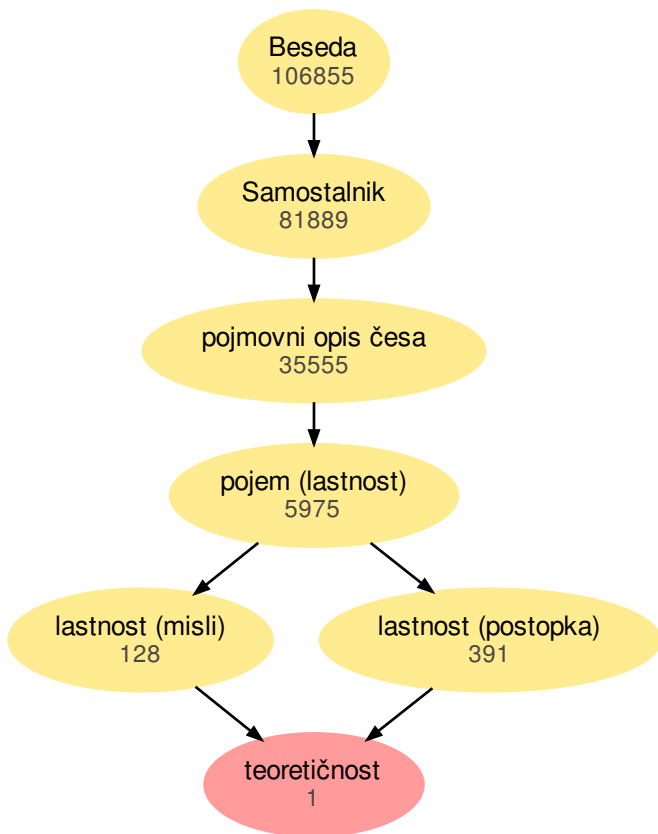 Beseda
106855
Samostalnik
81889
pojmovni opis česa
35555
pojem (lastnost)
5975
lastnost (misli)
128
lastnost (postopka)
391
teoretičnost
1